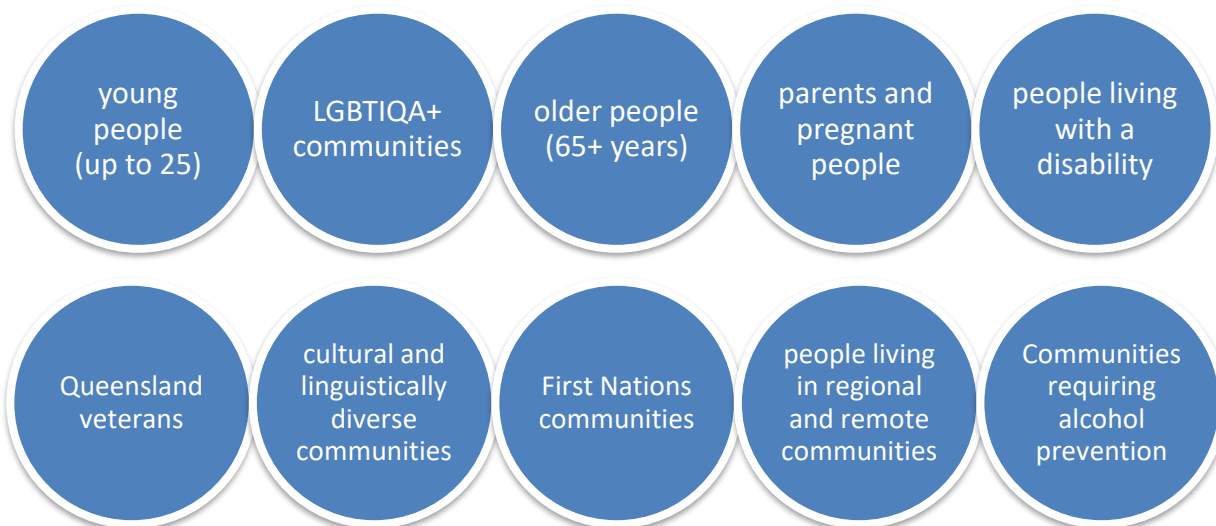 young
people
(up to 25)
LGBTIQA+
communities
older people
(65+ years)
parents and
pregnant
people
people living
with a
disability
Queensland
veterans
cultural and
linguistically
diverse
communities
First Nations
communities
people living
in regional
and remote
communities
Communities
requiring
alcohol
prevention